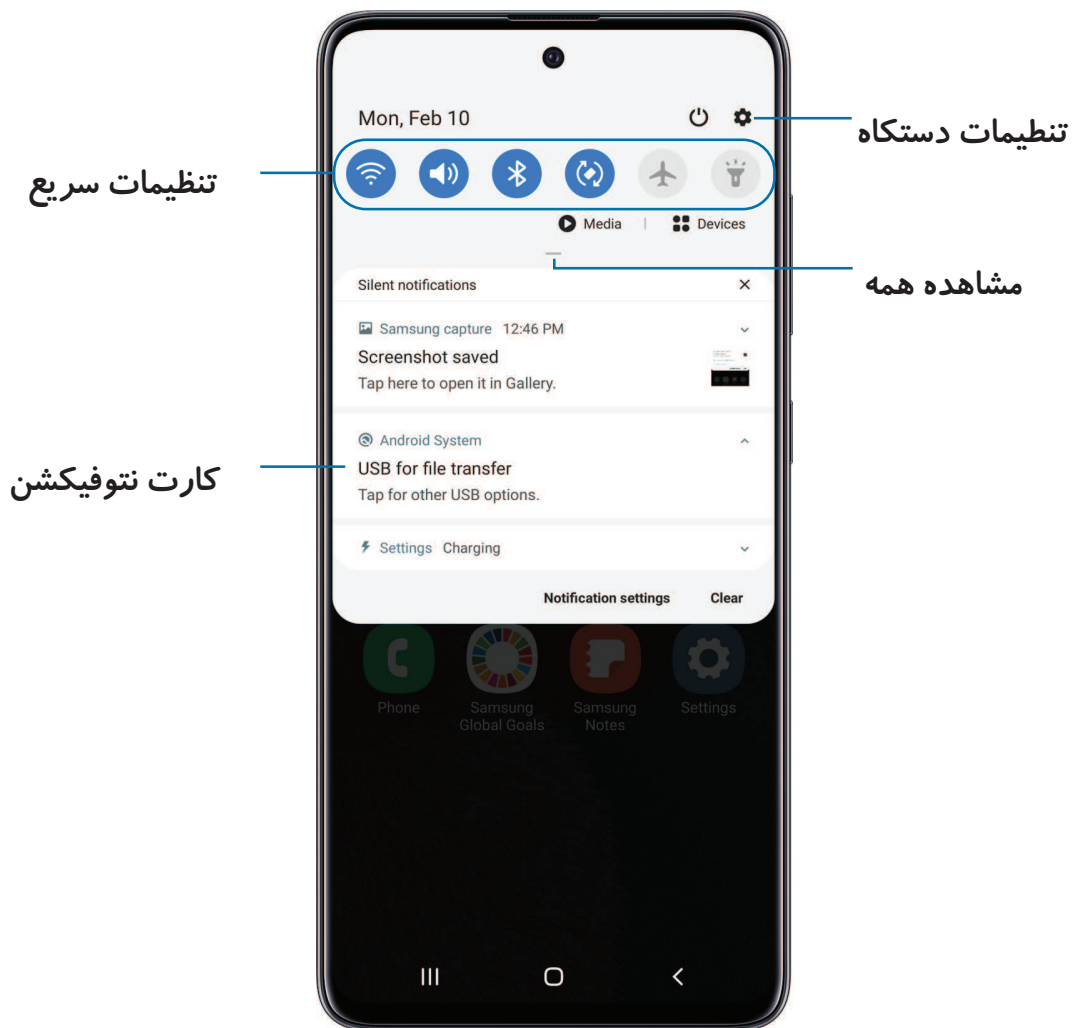 Mon, Feb 10
تنطیمات دستکاه
تنظیمات سریع
Media | Devices
مشاهده همه
Silent notifications
Samsung capture 12:46 PM
Screenshot saved
Tap here to open it in Gallery.
Android System
USB for file transfer
Tap for other USB options.
کارت نتوفیکشن
Settings Charging
Notification settings Clear
Phone
Samsung Global Goals
Samsung Notes
Settings